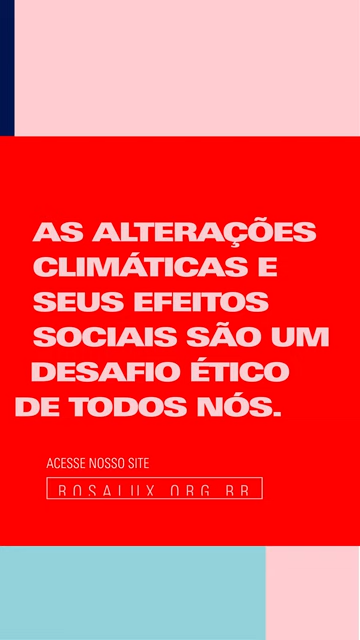 AS ALTERAÇÕES
CLIMÁTICAS E
SEUS EFEITOS
SOCIAIS SÃO UM
DESAFIO ÉTICO
DE TODOS NÓS.
ACESSE NOSSO SITE
ROSALUX.ORG.BR